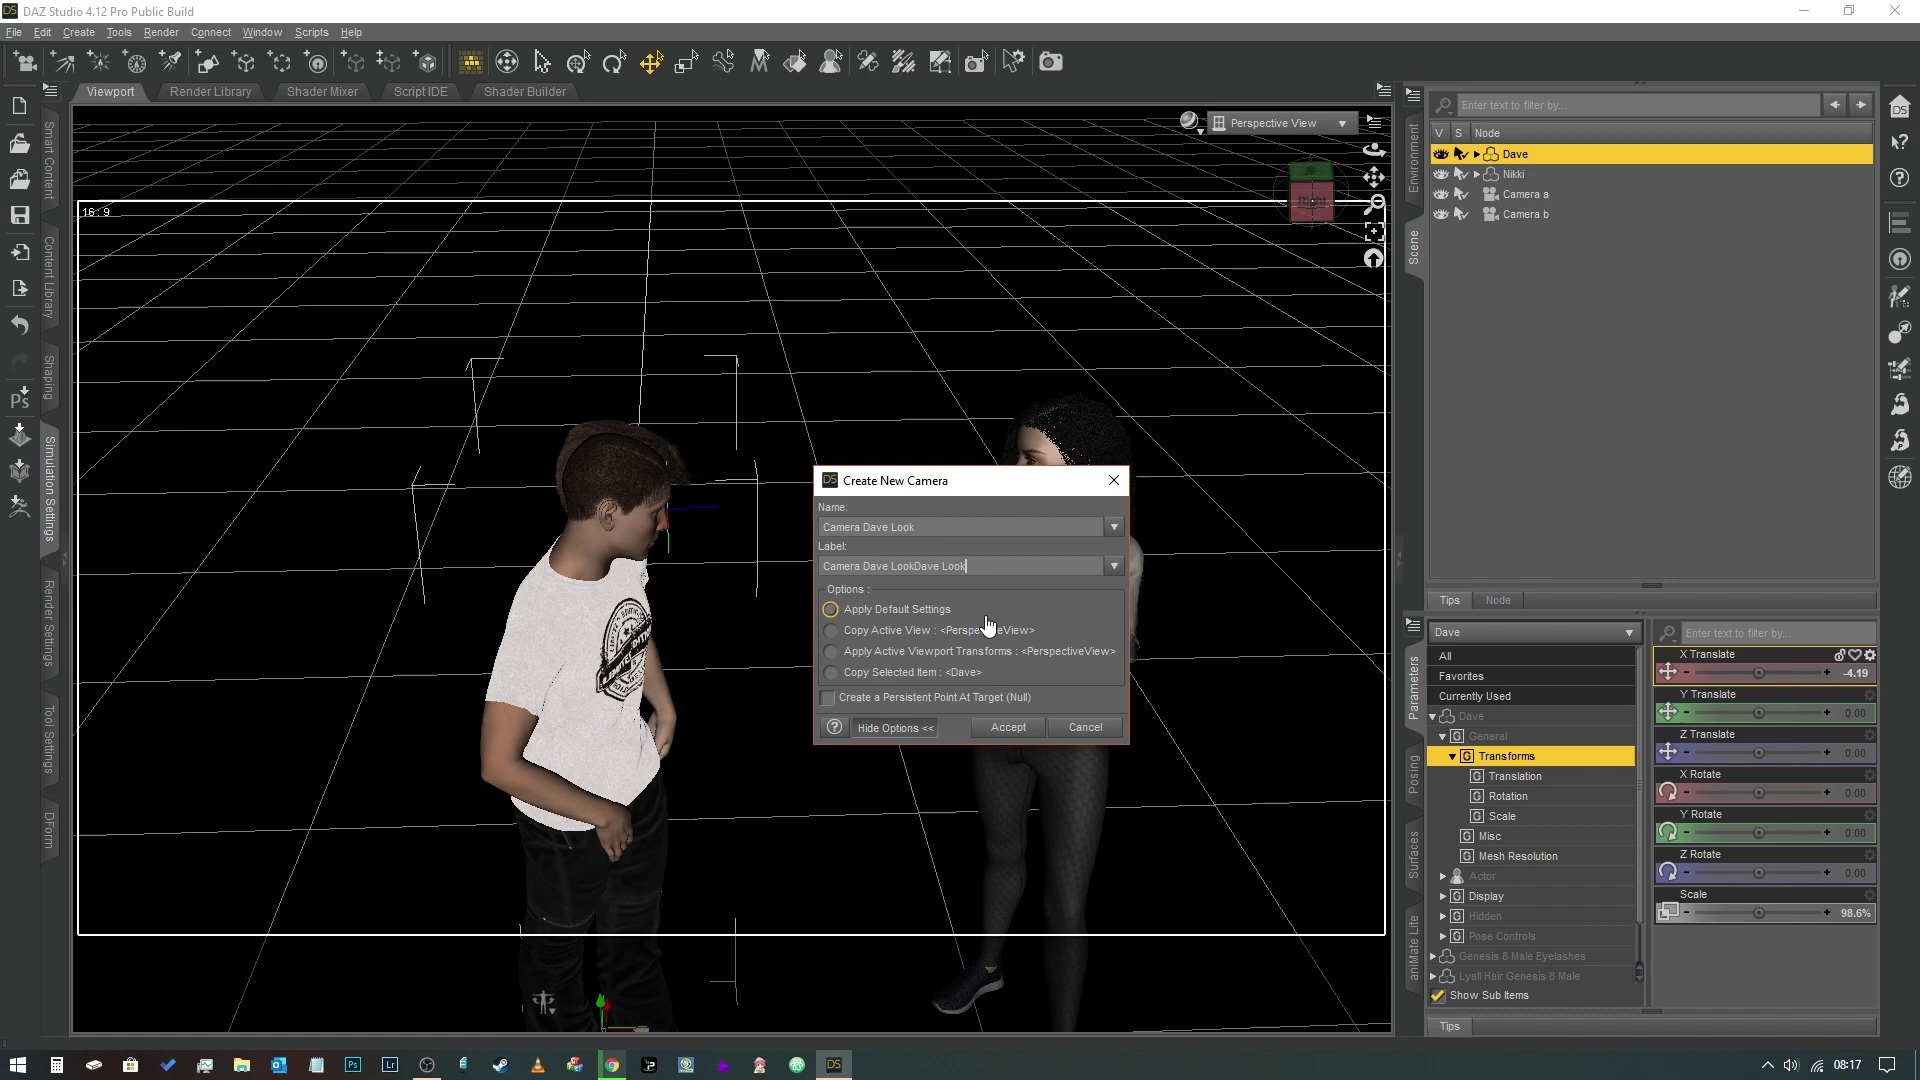 DAZ Studio 4.12 Pro Public Build
File Edit Create Tools Render Connect Window Scripts Help
Viewport Render Library Shader Mixer Script IDE Shader Builder
Smart Content
Content Library
Shaping
Simulation Settings
Render Settings
Tool Settings
DForm
16 : 9
Perspective View
Right
Create New Camera
Name:
Camera Dave Look
Label:
Camera Dave LookDave Look
Options :
Apply Default Settings
Copy Active View : <Perspe eView>
Apply Active Viewport Transforms : <PerspectiveView>
Copy Selected Item : <Dave>
Create a Persistent Point At Target (Null)
Hide Options << Accept Cancel
Environment
Scene
Enter text to filter by...
V S Node
Dave
Nikki
Camera a
Camera b
Tips Node
Parameters
Posing
Surfaces
aniMate Lite
Dave
Enter text to filter by...
All
Favorites
Currently Used
Dave
General
Transforms
Translation
Rotation
Scale
Misc
Mesh Resolution
Actor
Display
Hidden
Pose Controls
Genesis 8 Male Eyelashes
Lyall Hair Genesis 8 Male
Show Sub Items
X Translate
-4.19
Y Translate
0.00
Z Translate
0.00
X Rotate
0.00
Y Rotate
0.00
Z Rotate
0.00
Scale
98.6%
Tips
08:17